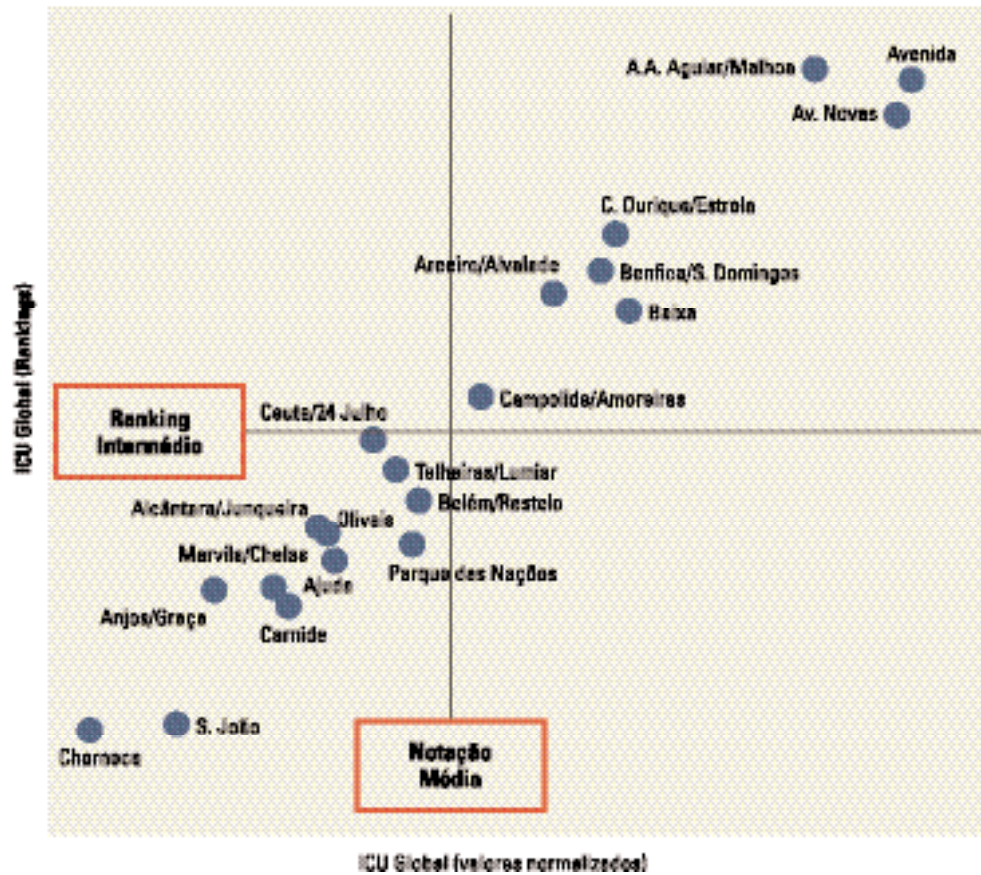 Avenida
A.A. Aguiar/Malhoa
Av. Novas
C. Ourique/Estrela
Areeiro/Alvalade
Benfica/S. Domingos
Baixa
ICU Global (Rankings)
Campolide/Amoreiras
Ranking
Intermédio
Ceuta/24 Julho
Telheiras/Lumiar
Belém/Restelo
Alcântara/Junqueira
Olivais
Marvila/Chelas
Parque das Nações
Ajuda
Anjos/Graça
Carnide
S. João
Charneca
Notação
Média
ICU Global (valores normalizados)